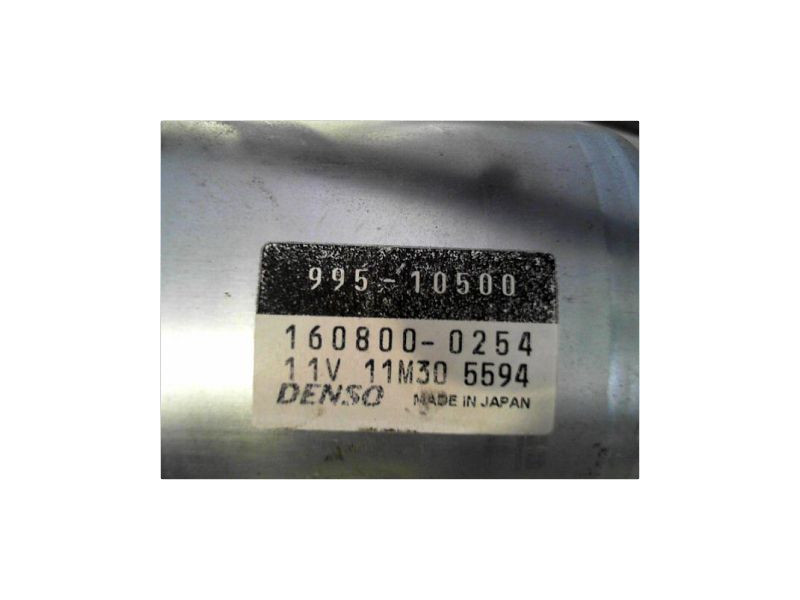 995-10500
160800-0254
11V 11M30 5594
DENSO MADE IN JAPAN